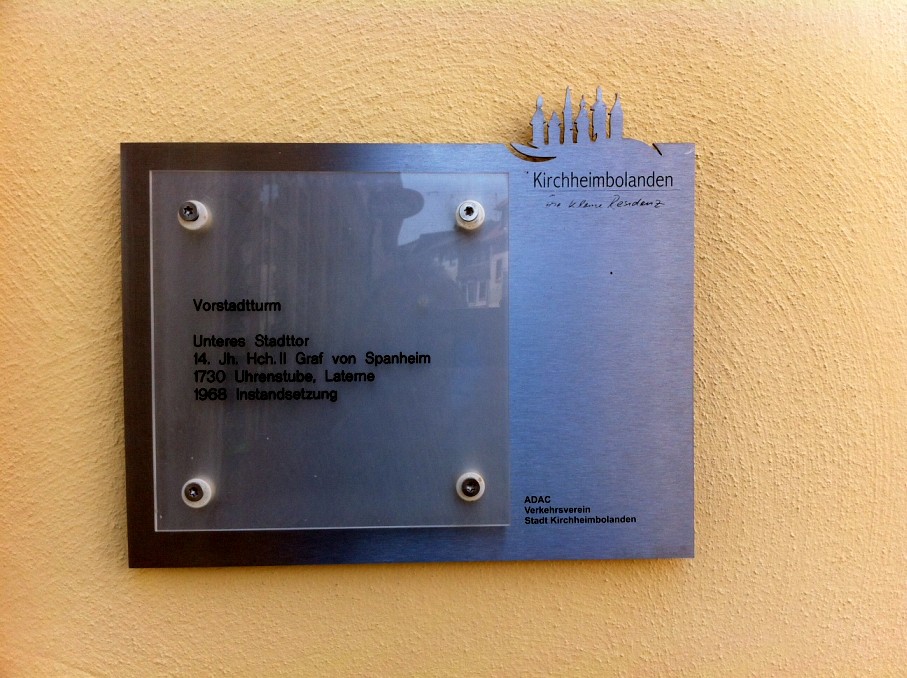 Kirchheimbolanden
die kleine Residenz
Vorstadtturm
Unteres Stadttor
14. Jh. Hch. II Graf von Spanheim
1730 Uhrenstube, Laterne
1968 Instandsetzung
ADAC
Verkehrsverein
Stadt Kirchheimbolanden